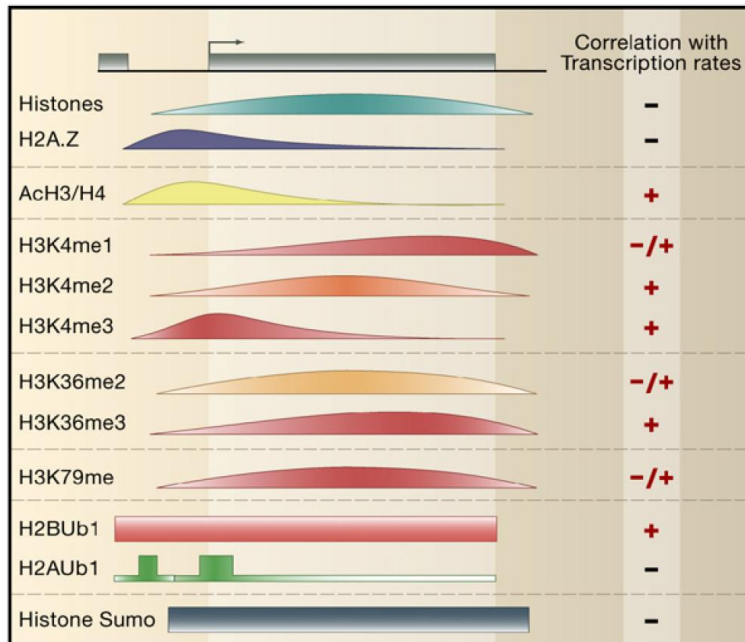 Correlation with
Transcription rates
Histones −
H2A.Z −
AcH3/H4 +
H3K4me1 −/+
H3K4me2 +
H3K4me3 +
H3K36me2 −/+
H3K36me3 +
H3K79me −/+
H2BUb1 +
H2AUb1 −
Histone Sumo −